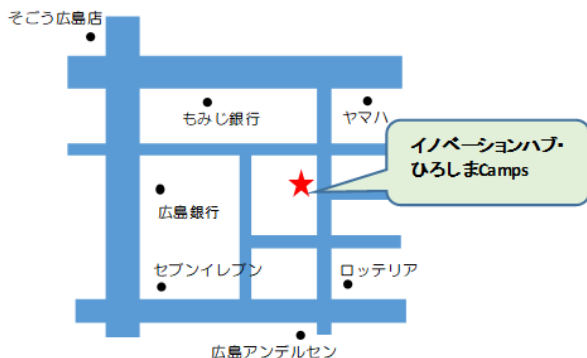 そごう広島店
もみじ銀行
ヤマハ
イノベーションハブ・
ひろしまCamps
広島銀行
セブンイレブン
ロッテリア
広島アンデルセン